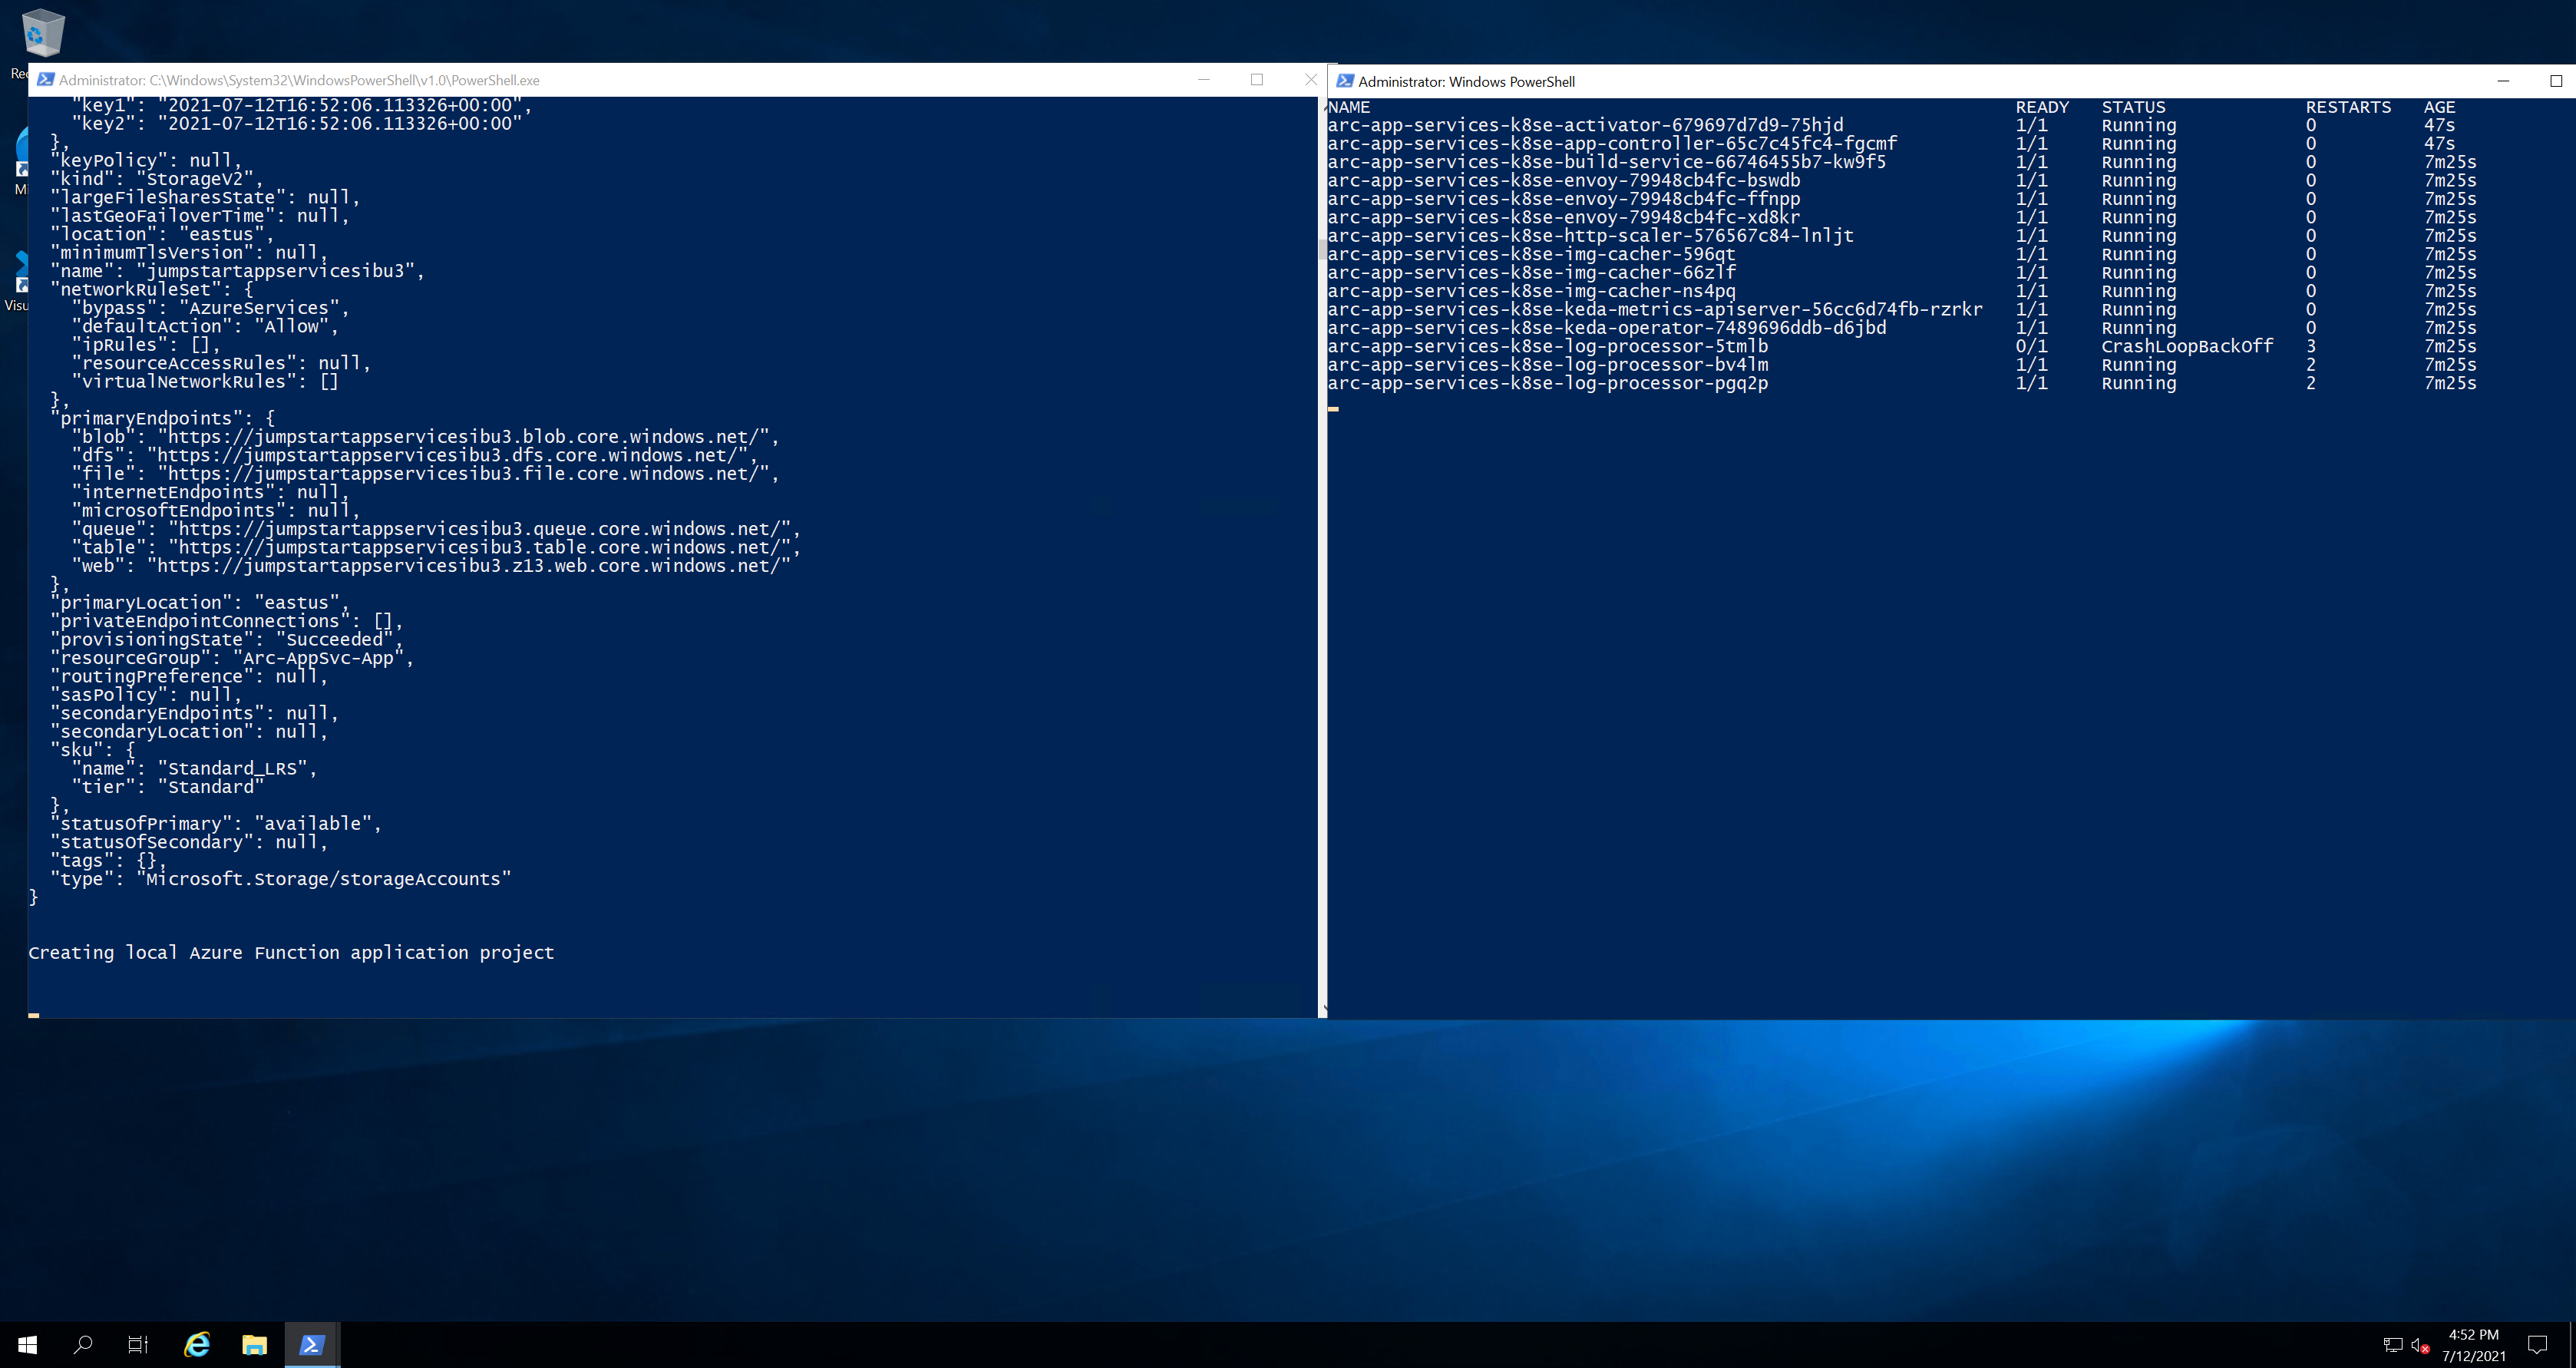 Administrator: C:\Windows\System32\WindowsPowerShell\v1.0\PowerShell.exe
      "key1": "2021-07-12T16:52:06.113326+00:00",
    "key2": "2021-07-12T16:52:06.113326+00:00"
  },
  "keyPolicy": null,
  "kind": "StorageV2",
  "largeFileSharesState": null,
  "lastGeoFailoverTime": null,
  "location": "eastus",
  "minimumTlsVersion": null,
  "name": "jumpstartappservicesibu3",
  "networkRuleSet": {
    "bypass": "AzureServices",
    "defaultAction": "Allow",
    "ipRules": [],
    "resourceAccessRules": null,
    "virtualNetworkRules": []
  },
  "primaryEndpoints": {
    "blob": "https://jumpstartappservicesibu3.blob.core.windows.net/",
    "dfs": "https://jumpstartappservicesibu3.dfs.core.windows.net/",
    "file": "https://jumpstartappservicesibu3.file.core.windows.net/",
    "internetEndpoints": null,
    "microsoftEndpoints": null,
    "queue": "https://jumpstartappservicesibu3.queue.core.windows.net/",
    "table": "https://jumpstartappservicesibu3.table.core.windows.net/",
    "web": "https://jumpstartappservicesibu3.z13.web.core.windows.net/"
  },
  "primaryLocation": "eastus",
  "privateEndpointConnections": [],
  "provisioningState": "Succeeded",
  "resourceGroup": "Arc-AppSvc-App",
  "routingPreference": null,
  "sasPolicy": null,
  "secondaryEndpoints": null,
  "secondaryLocation": null,
  "sku": {
    "name": "Standard_LRS",
    "tier": "Standard"
  },
  "statusOfPrimary": "available",
  "statusOfSecondary": null,
  "tags": {},
  "type": "Microsoft.Storage/storageAccounts"
}
Creating local Azure Function application project
Administrator: Windows PowerShell
NAME READY STATUS RESTARTS AGE
arc-app-services-k8se-activator-679697d7d9-75hjd 1/1 Running 0 47s
arc-app-services-k8se-app-controller-65c7c45fc4-fgcmf 1/1 Running 0 47s
arc-app-services-k8se-build-service-66746455b7-kw9f5 1/1 Running 0 7m25s
arc-app-services-k8se-envoy-79948cb4fc-bswdb 1/1 Running 0 7m25s
arc-app-services-k8se-envoy-79948cb4fc-ffnpp 1/1 Running 0 7m25s
arc-app-services-k8se-envoy-79948cb4fc-xd8kr 1/1 Running 0 7m25s
arc-app-services-k8se-http-scaler-576567c84-lnljt 1/1 Running 0 7m25s
arc-app-services-k8se-img-cacher-596qt 1/1 Running 0 7m25s
arc-app-services-k8se-img-cacher-66zlf 1/1 Running 0 7m25s
arc-app-services-k8se-img-cacher-ns4pq 1/1 Running 0 7m25s
arc-app-services-k8se-keda-metrics-apiserver-56cc6d74fb-rzrkr 1/1 Running 0 7m25s
arc-app-services-k8se-keda-operator-7489696ddb-d6jbd 1/1 Running 0 7m25s
arc-app-services-k8se-log-processor-5tmlb 0/1 CrashLoopBackOff 3 7m25s
arc-app-services-k8se-log-processor-bv4lm 1/1 Running 2 7m25s
arc-app-services-k8se-log-processor-pgq2p 1/1 Running 2 7m25s
4:52 PM
7/12/2021